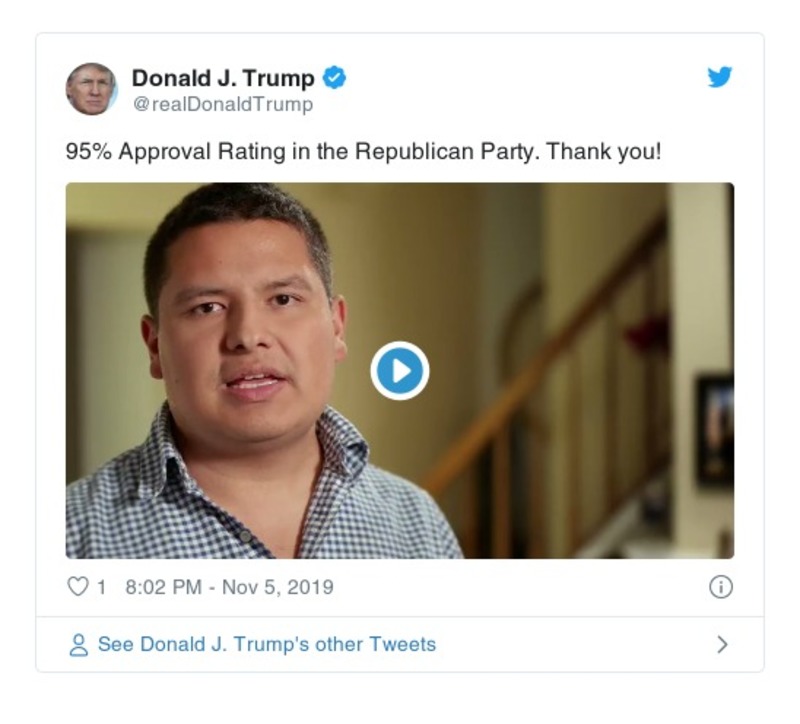 Donald J. Trump
@realDonaldTrump
95% Approval Rating in the Republican Party. Thank you!
1 8:02 PM - Nov 5, 2019
See Donald J. Trump's other Tweets